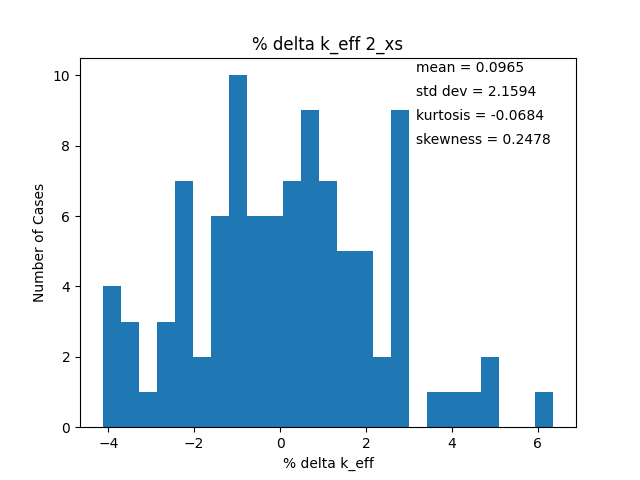 % delta k_eff 2_xs
mean = 0.0965
std dev = 2.1594
kurtosis = -0.0684
skewness = 0.2478
Number of Cases
10
8
6
4
2
0
−4
−2
0
2
4
6
% delta k_eff